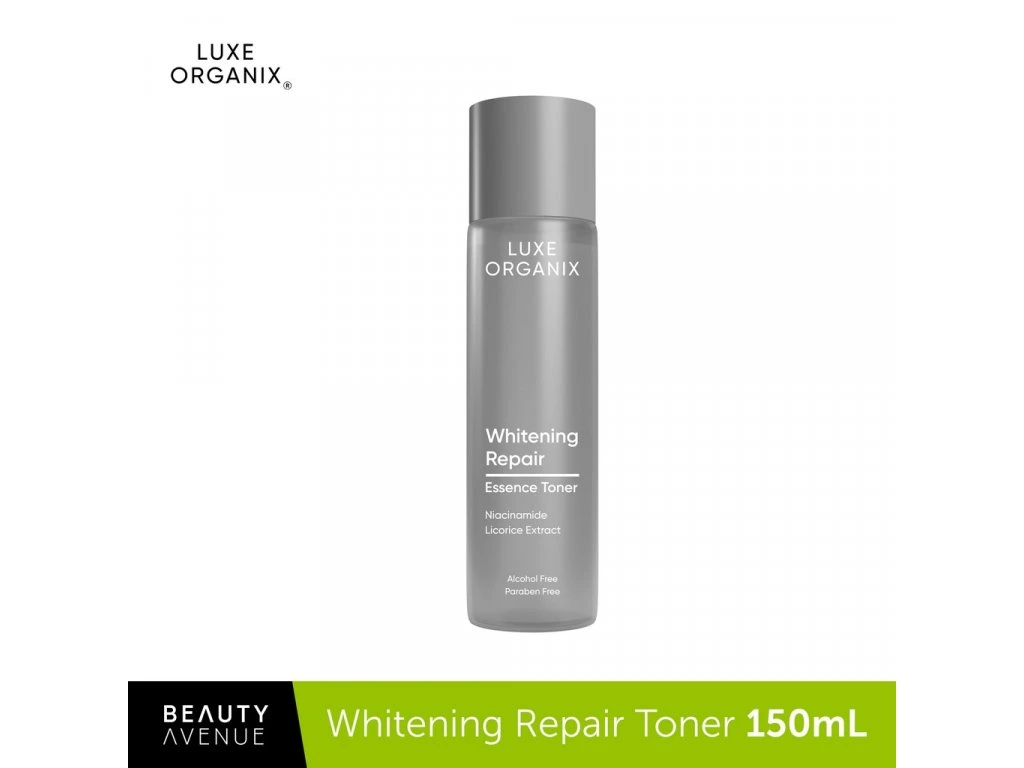 LUXE
ORGANIX®
LUXE
ORGANIX
Whitening
Repair
Essence Toner
Niacinamide
Licorice Extract
Alcohol Free
Paraben Free
BEAUTY
AVENUE
Whitening Repair Toner 150mL